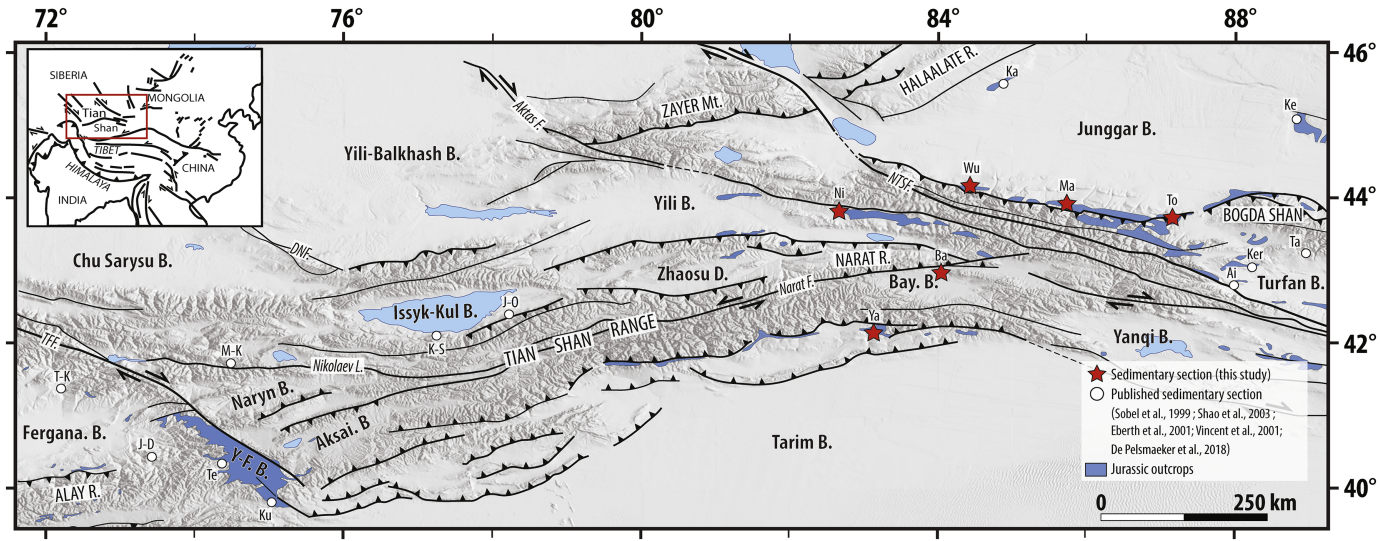 72°
76°
80°
84°
88°
46°
44°
42°
40°
SIBERIA
MONGOLIA
Tian
Shan
TIBET
HIMALAYA
CHINA
INDIA
Aktas F.
ZAYER Mt.
HALAALATE R.
Ka
Ke
Junggar B.
Yili-Balkhash B.
NTSF.
Wu
Ma
To
Ni
Yili B.
BOGDA SHAN
Ta
Ker
Ai
Turfan B.
DNF.
Chu Sarysu B.
Zhaosu D.
NARAT R.
Ba
Bay. B.
Narat F.
Issyk-Kul B.
J-O
K-S
TIAN SHAN RANGE
Ya
Yanqi B.
TFF.
M-K
Nikolaev L.
T-K
Naryn B.
Aksai. B
Fergana. B.
J-D
Te
Y-F. B.
Ku
ALAY R.
Tarim B.
Sedimentary section (this study)
Published sedimentary section
(Sobel et al., 1999 ; Shao et al., 2003 ;
Eberth et al., 2001; Vincent et al., 2001;
De Pelsmaeker et al., 2018)
Jurassic outcrops
0 250 km